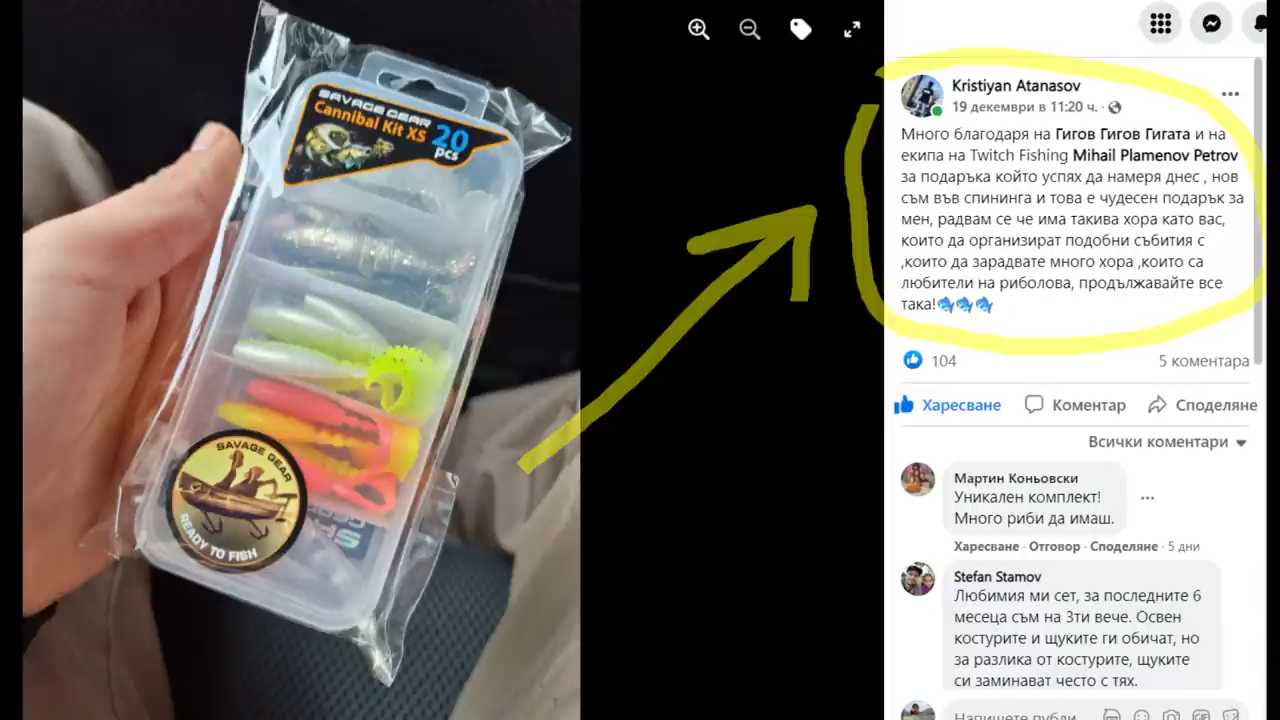 SAVAGE GEAR
Cannibal Kit XS
20
pcs
SAVAGE GEAR
READY TO FISH
Kristiyan Atanasov
19 декември в 11:20 ч. ·
Много благодаря на Гигов Гигов Гигата и на
екипа на Twitch Fishing Mihail Plamenov Petrov
за подаръка който успях да намеря днес , нов
съм във спининга и това е чудесен подарък за
мен, радвам се че има такива хора като вас,
които да организират подобни събития с
,които да зарадвате много хора ,които са
любители на риболова, продължавайте все
така!🐟🐟🐟
104
5 коментара
Харесване Коментар Споделяне
Всички коментари
Мартин Коньовски
Уникален комплект!
Много риби да имаш.
Харесване · Отговор · Споделяне · 5 дни
Stefan Stamov
Любимия ми сет, за последните 6
месеца съм на 3ти вече. Освен
костурите и щуките ги обичат, но
за разлика от костурите, щуките
си заминават често с тях.
Напишете публи